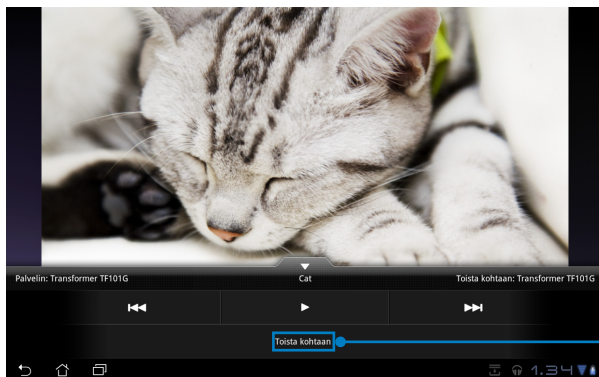 Palvelin: Transformer TF101G
Cat
Toista kohtaan: Transformer TF101G
Toista kohtaan
1.34